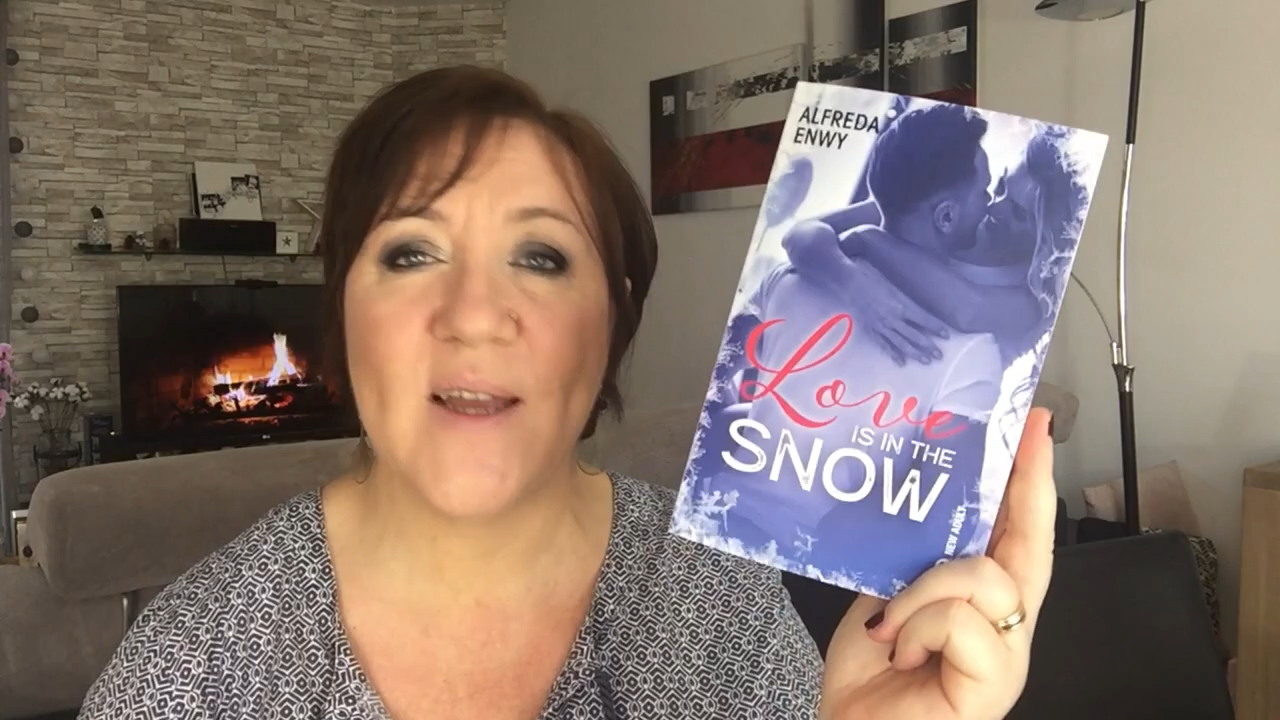 ALFREDA
ENWY
Love
IS IN THE
SNOW
NEW ADULT